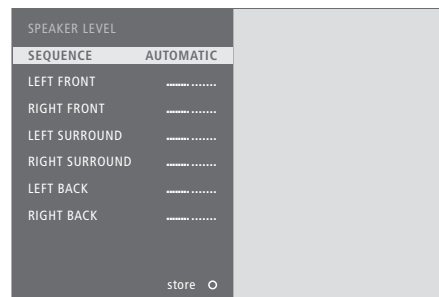 SPEAKER LEVEL
SEQUENCE AUTOMATIC
LEFT FRONT ..............
RIGHT FRONT ..............
LEFT SURROUND ..............
RIGHT SURROUND ..............
LEFT BACK ..............
RIGHT BACK ..............
store